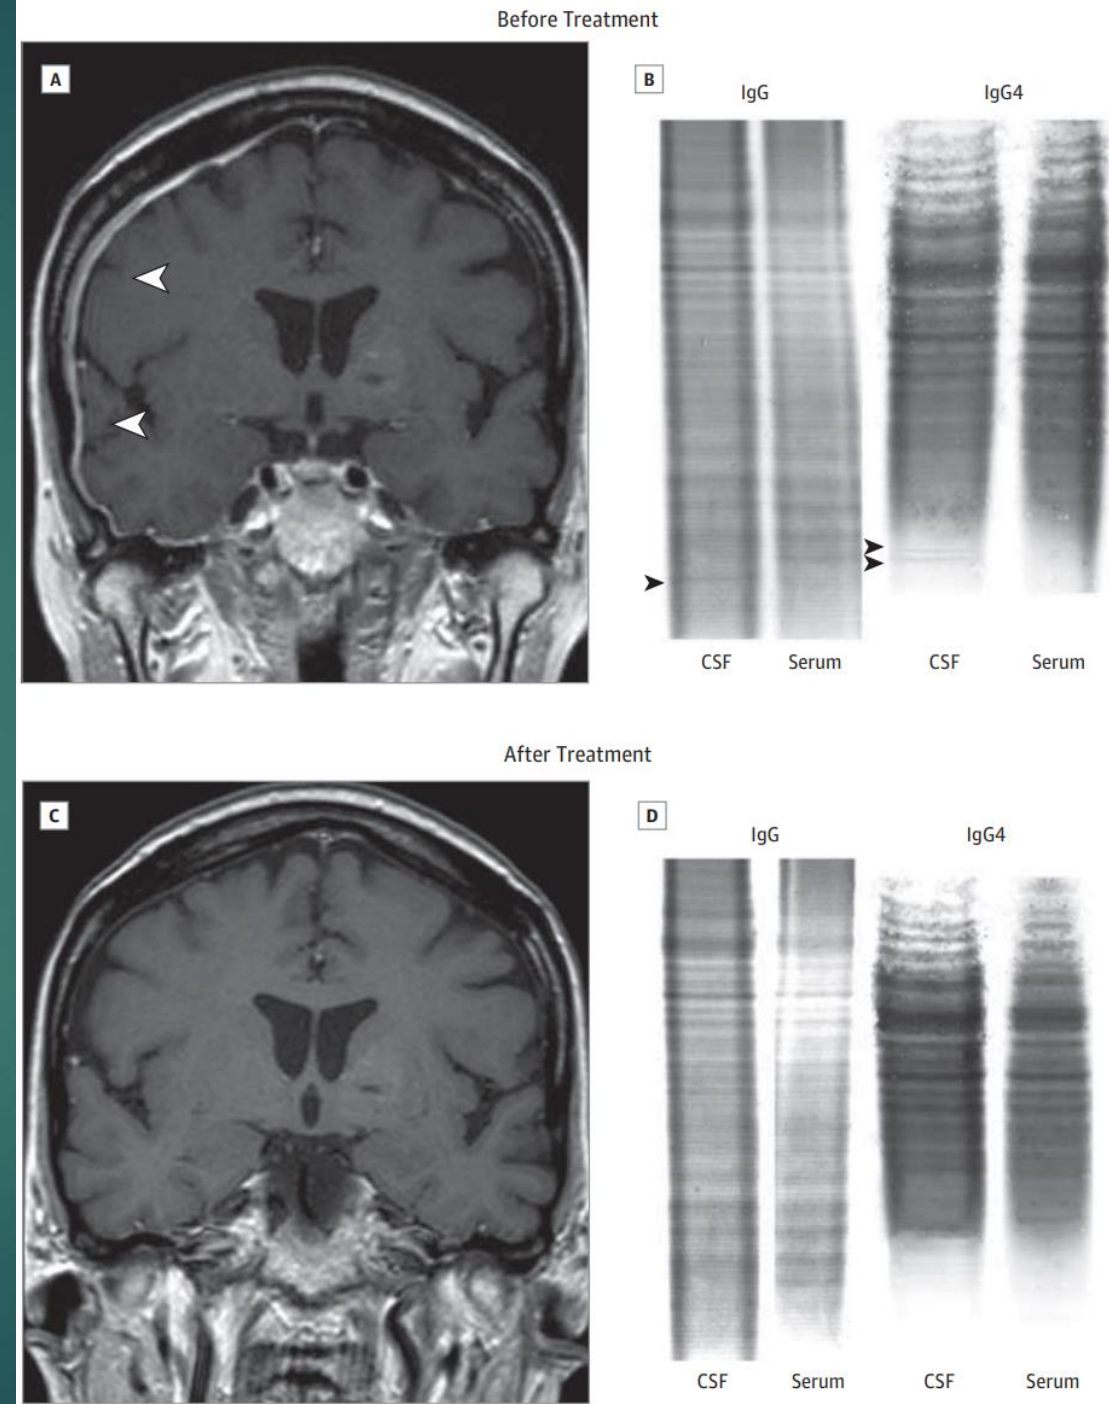 Before Treatment
A
B
IgG
IgG4
CSF
Serum
CSF
Serum
After Treatment
C
D
IgG
IgG4
CSF
Serum
CSF
Serum